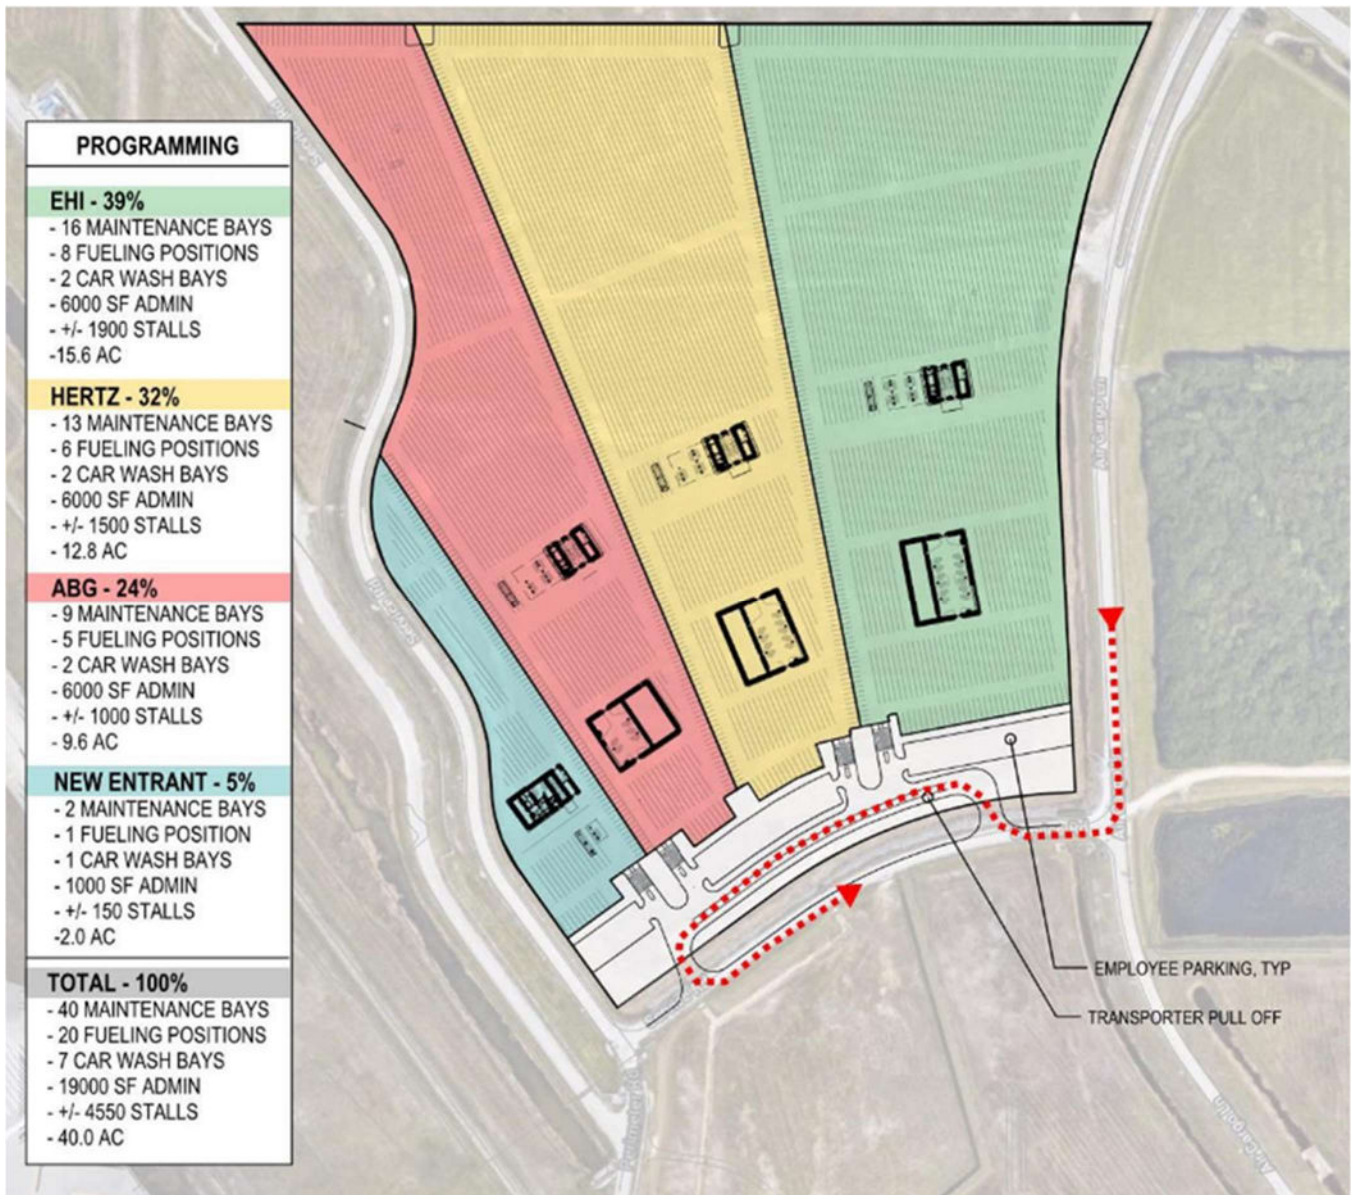 PROGRAMMING
EHI - 39%
- 16 MAINTENANCE BAYS
- 8 FUELING POSITIONS
- 2 CAR WASH BAYS
- 6000 SF ADMIN
- +/- 1900 STALLS
-15.6 AC
HERTZ - 32%
- 13 MAINTENANCE BAYS
- 6 FUELING POSITIONS
- 2 CAR WASH BAYS
- 6000 SF ADMIN
- +/- 1500 STALLS
- 12.8 AC
ABG - 24%
- 9 MAINTENANCE BAYS
- 5 FUELING POSITIONS
- 2 CAR WASH BAYS
- 6000 SF ADMIN
- +/- 1000 STALLS
- 9.6 AC
NEW ENTRANT - 5%
- 2 MAINTENANCE BAYS
- 1 FUELING POSITION
- 1 CAR WASH BAYS
- 1000 SF ADMIN
- +/- 150 STALLS
-2.0 AC
TOTAL - 100%
- 40 MAINTENANCE BAYS
- 20 FUELING POSITIONS
- 7 CAR WASH BAYS
- 19000 SF ADMIN
- +/- 4550 STALLS
- 40.0 AC
EMPLOYEE PARKING, TYP
TRANSPORTER PULL OFF